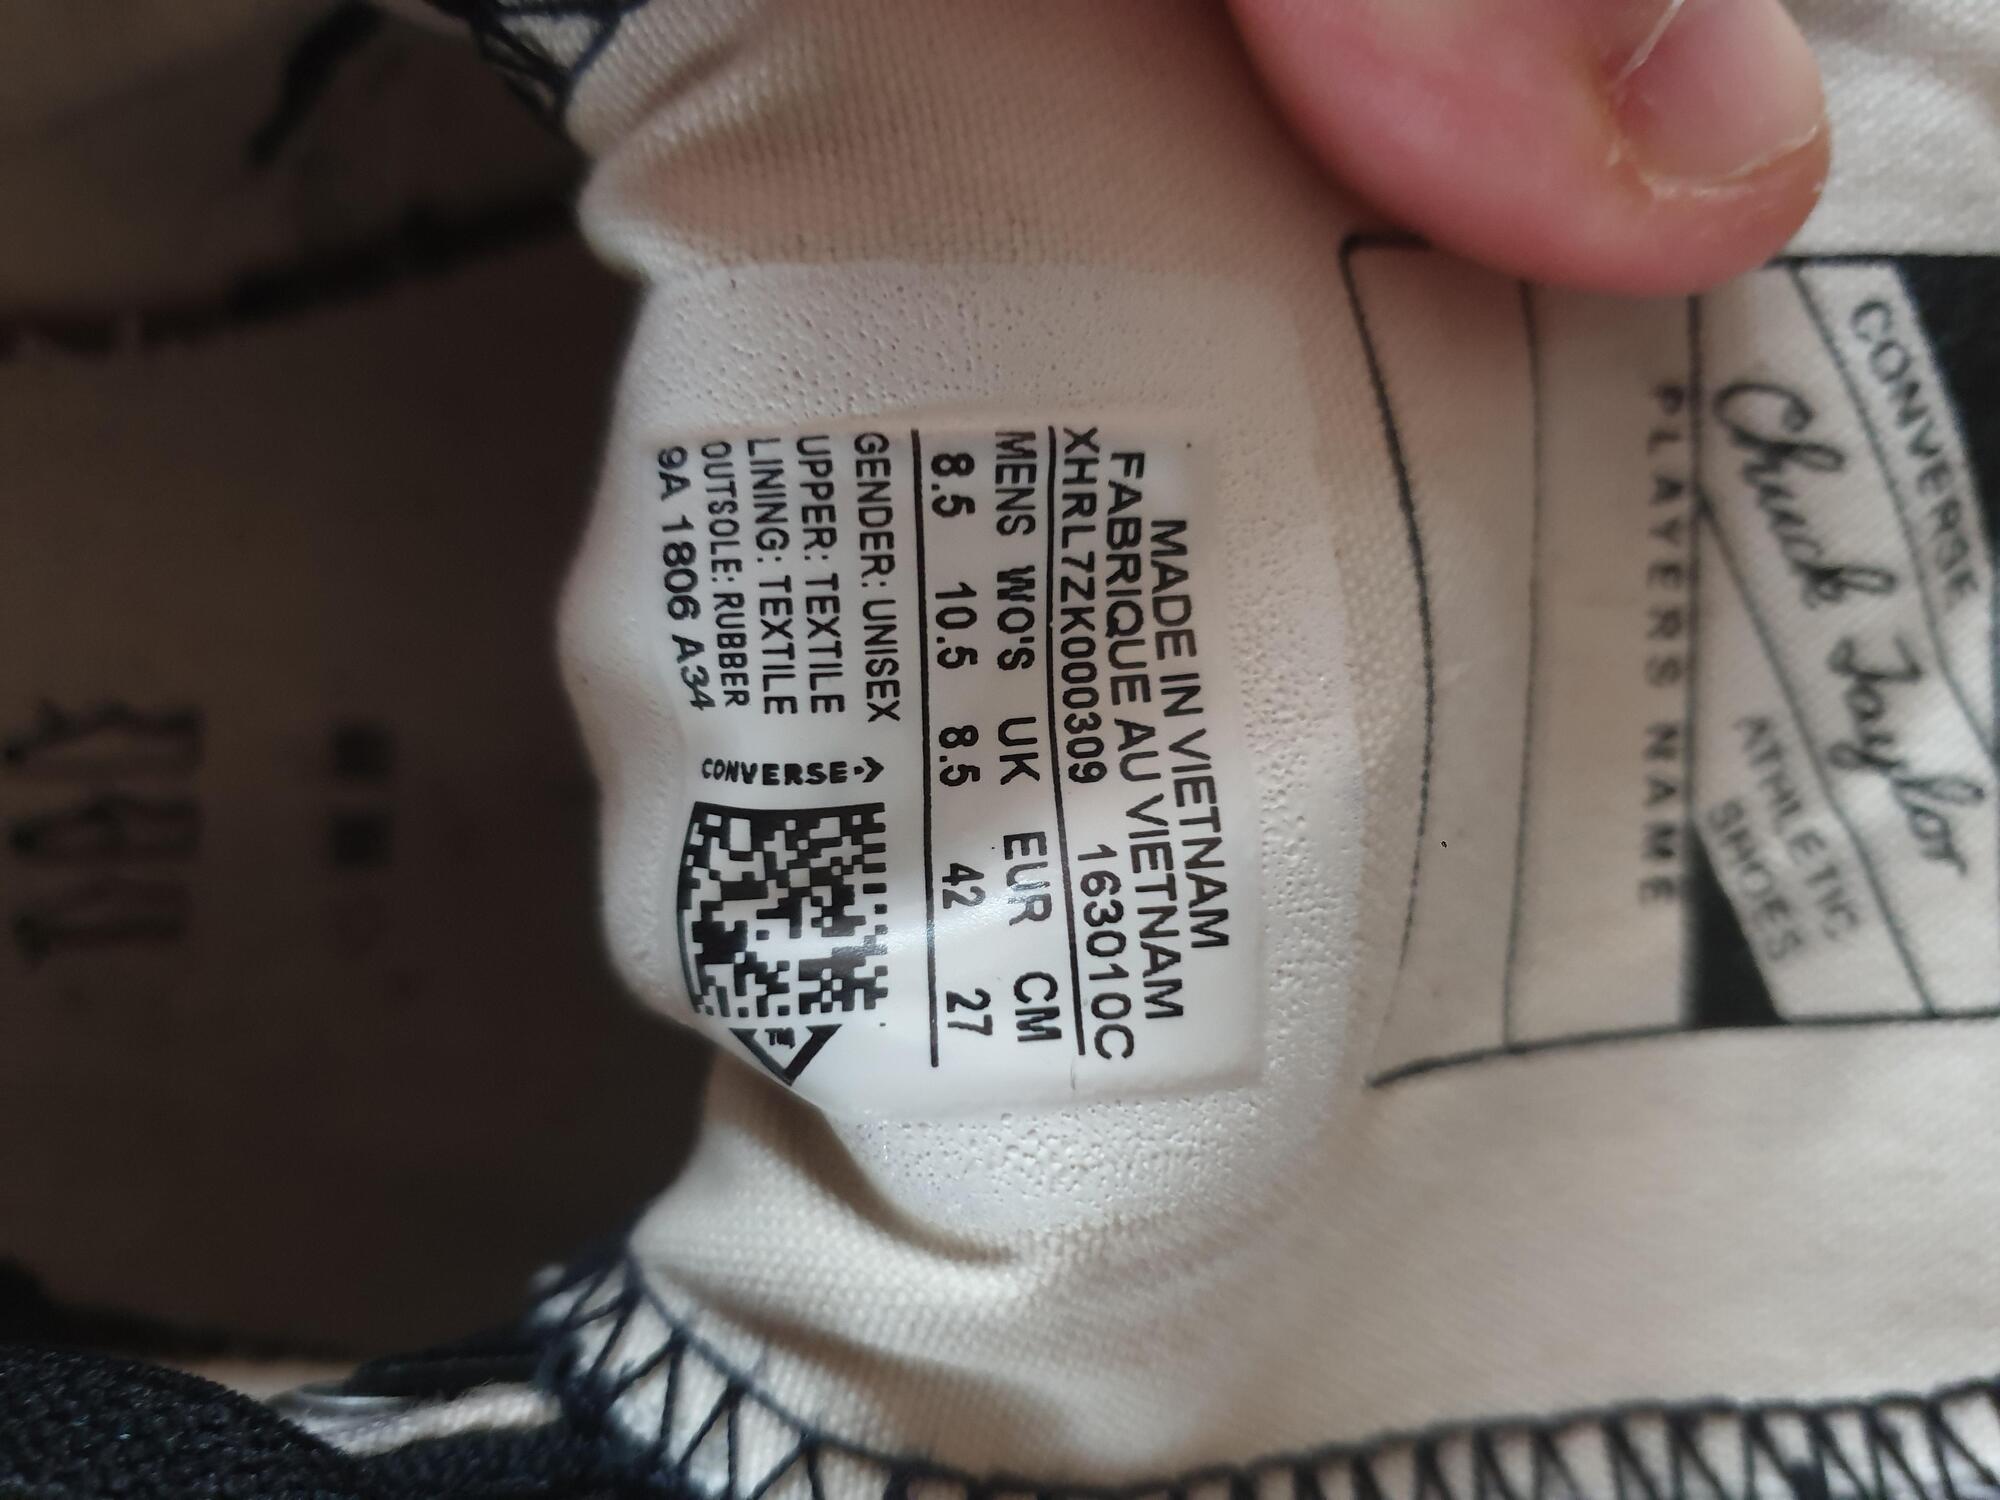 CONVERSE
Chuck Taylor
ATHLETIC
SHOES
PLAYERS NAME
MADE IN VIETNAM
FABRIQUE AU VIETNAM
XHRL7ZK000309 163010C
MENS WO'S UK EUR CM
8.5 10.5 8.5 42 27
GENDER: UNISEX
UPPER: TEXTILE
LINING: TEXTILE
OUTSOLE: RUBBER
9A 1806 A34
CONVERSE
F